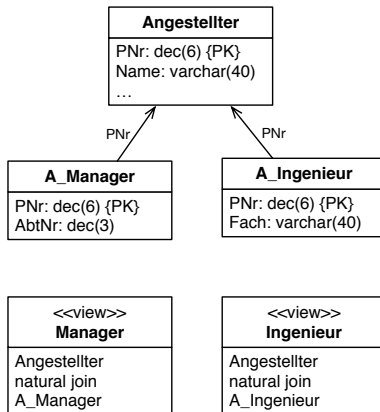 Angestellter
PNr: dec(6) {PK}
Name: varchar(40)
…
PNr
PNr
A_Manager
PNr: dec(6) {PK}
AbtNr: dec(3)
A_Ingenieur
PNr: dec(6) {PK}
Fach: varchar(40)
<<view>>
Manager
Angestellter
natural join
A_Manager
<<view>>
Ingenieur
Angestellter
natural join
A_Ingenieur